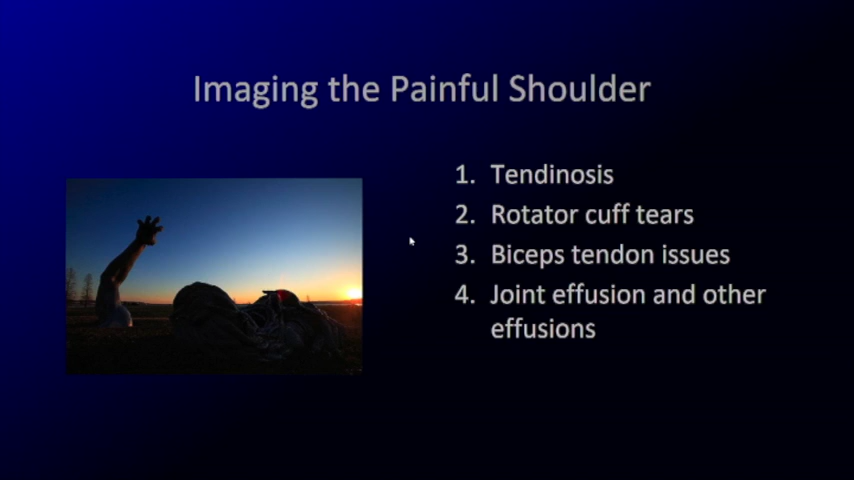 Imaging the Painful Shoulder
1. Tendinosis
2. Rotator cuff tears
3. Biceps tendon issues
4. Joint effusion and other
effusions